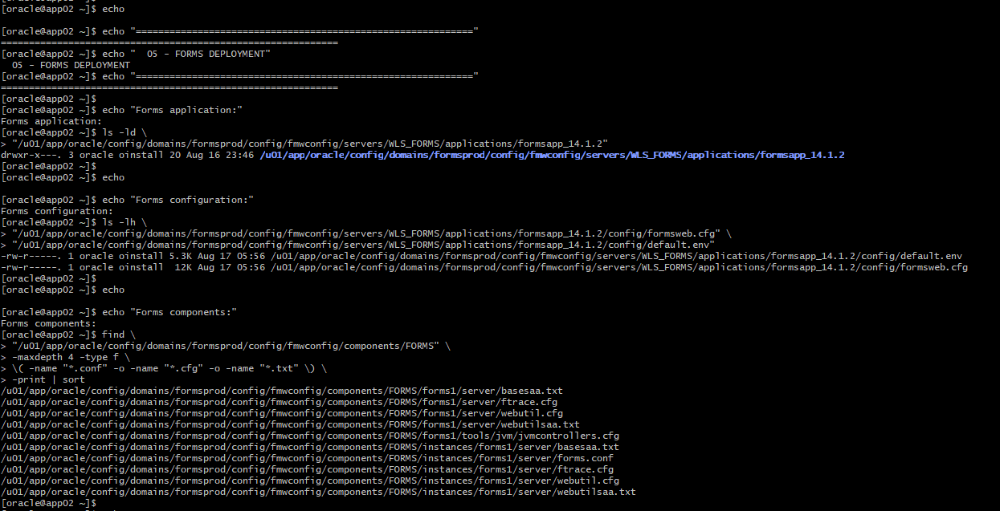 [oracle@app02 ~]$ echo
[oracle@app02 ~]$ echo "============================================================"
============================================================
[oracle@app02 ~]$ echo "  05 - FORMS DEPLOYMENT"
  05 - FORMS DEPLOYMENT
[oracle@app02 ~]$ echo "============================================================"
============================================================
[oracle@app02 ~]$
[oracle@app02 ~]$ echo "Forms application:"
Forms application:
[oracle@app02 ~]$ ls -ld \
> "/u01/app/oracle/config/domains/formsprod/config/fmwconfig/servers/WLS_FORMS/applications/formsapp_14.1.2"
drwxr-x---. 3 oracle oinstall 20 Aug 16 23:46 /u01/app/oracle/config/domains/formsprod/config/fmwconfig/servers/WLS_FORMS/applications/formsapp_14.1.2
[oracle@app02 ~]$
[oracle@app02 ~]$ echo
[oracle@app02 ~]$ echo "Forms configuration:"
Forms configuration:
[oracle@app02 ~]$ ls -lh \
> "/u01/app/oracle/config/domains/formsprod/config/fmwconfig/servers/WLS_FORMS/applications/formsapp_14.1.2/config/formsweb.cfg" \
> "/u01/app/oracle/config/domains/formsprod/config/fmwconfig/servers/WLS_FORMS/applications/formsapp_14.1.2/config/default.env"
-rw-r-----. 1 oracle oinstall 5.3K Aug 17 05:56 /u01/app/oracle/config/domains/formsprod/config/fmwconfig/servers/WLS_FORMS/applications/formsapp_14.1.2/config/default.env
-rw-r-----. 1 oracle oinstall  12K Aug 17 05:56 /u01/app/oracle/config/domains/formsprod/config/fmwconfig/servers/WLS_FORMS/applications/formsapp_14.1.2/config/formsweb.cfg
[oracle@app02 ~]$
[oracle@app02 ~]$ echo
[oracle@app02 ~]$ echo "Forms components:"
Forms components:
[oracle@app02 ~]$ find \
> "/u01/app/oracle/config/domains/formsprod/config/fmwconfig/components/FORMS" \
> -maxdepth 4 -type f \
> \( -name "*.conf" -o -name "*.cfg" -o -name "*.txt" \) \
> -print | sort
/u01/app/oracle/config/domains/formsprod/config/fmwconfig/components/FORMS/forms1/server/basesaa.txt
/u01/app/oracle/config/domains/formsprod/config/fmwconfig/components/FORMS/forms1/server/ftrace.cfg
/u01/app/oracle/config/domains/formsprod/config/fmwconfig/components/FORMS/forms1/server/webutil.cfg
/u01/app/oracle/config/domains/formsprod/config/fmwconfig/components/FORMS/forms1/server/webutilsaa.txt
/u01/app/oracle/config/domains/formsprod/config/fmwconfig/components/FORMS/forms1/tools/jvm/jvmcontrollers.cfg
/u01/app/oracle/config/domains/formsprod/config/fmwconfig/components/FORMS/instances/forms1/server/basesaa.txt
/u01/app/oracle/config/domains/formsprod/config/fmwconfig/components/FORMS/instances/forms1/server/forms.conf
/u01/app/oracle/config/domains/formsprod/config/fmwconfig/components/FORMS/instances/forms1/server/ftrace.cfg
/u01/app/oracle/config/domains/formsprod/config/fmwconfig/components/FORMS/instances/forms1/server/webutil.cfg
/u01/app/oracle/config/domains/formsprod/config/fmwconfig/components/FORMS/instances/forms1/server/webutilsaa.txt
[oracle@app02 ~]$